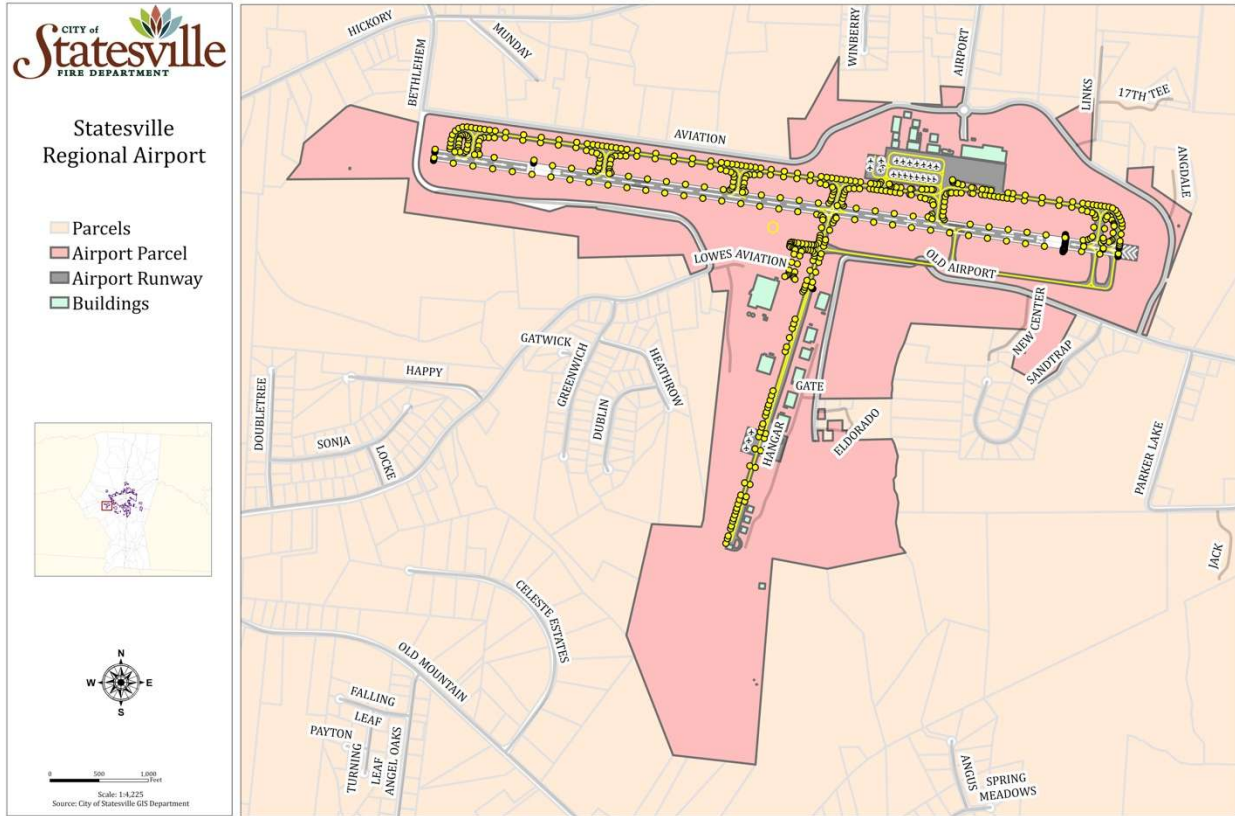 CITY of
Statesville
FIRE DEPARTMENT
Statesville
Regional Airport
Parcels
Airport Parcel
Airport Runway
Buildings
N
W
E
S
0
500
1,000
Feet
Scale: 1:4,225
Source: City of Statesville GIS Department
HICKORY
MUNDAY
BETHLEHEM
WINBERRY
AIRPORT
LINKS
17TH TEE
AVIATION
ANGDALE
LOWES AVIATION
OLD AIRPORT
GATWICK
GREENWICH
HEATHROW
DUBLIN
HAPPY
DOUBLETREE
SONJA
LOCKE
NEW CENTER
SANDTRAP
GATE
HANGAR
ELDORADO
PARKER LAKE
JACK
CELESTE ESTATES
OLD MOUNTAIN
FALLING
LEAF
PAYTON
TURNING
LEAF
ANGEL OAKS
ANGUS
SPRING
MEADOWS